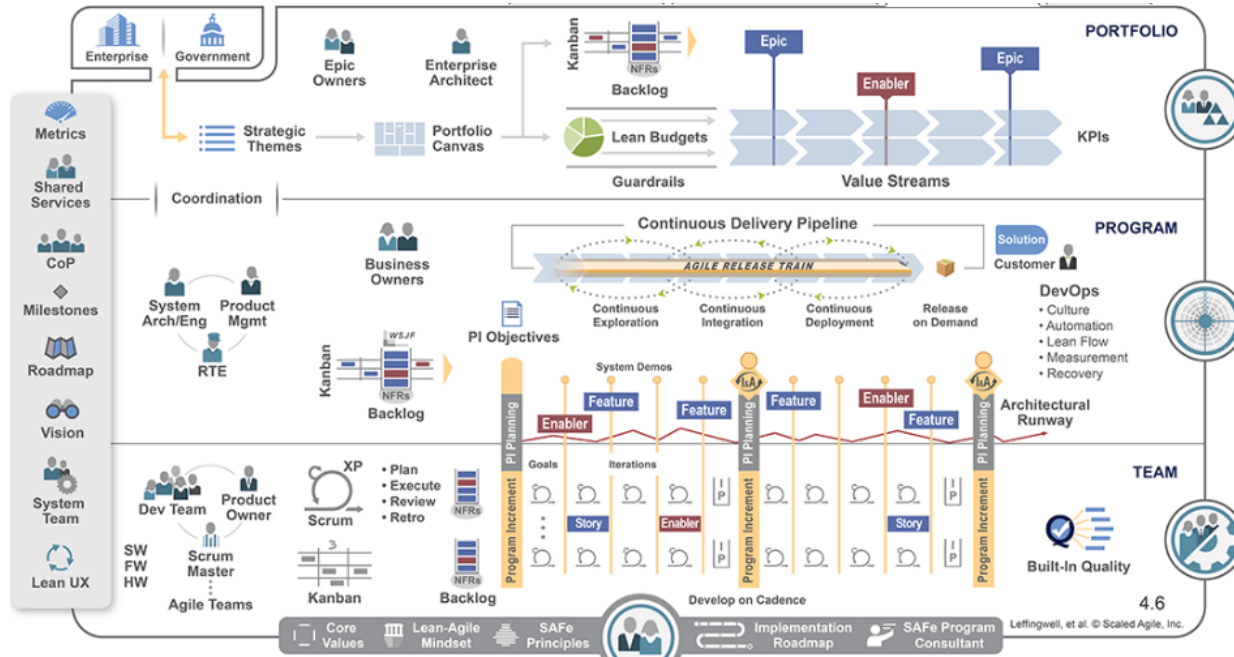 Enterprise
Government
Epic
Owners
Enterprise
Architect
Kanban
NFRs
Backlog
Epic
Enabler
Epic
PORTFOLIO
Strategic
Themes
Portfolio
Canvas
Lean Budgets
Guardrails
Value Streams
KPIs
Metrics
Shared
Services
CoP
Milestones
Roadmap
Vision
System
Team
Lean UX
Coordination
Business
Owners
System
Arch/Eng
Product
Mgmt
RTE
Kanban
WSJF
NFRs
Backlog
PI Objectives
Continuous Delivery Pipeline
AGILE RELEASE TRAIN
Continuous
Exploration
Continuous
Integration
Continuous
Deployment
Release
on Demand
Solution
Customer
PROGRAM
DevOps
• Culture
• Automation
• Lean Flow
• Measurement
• Recovery
System Demos
I&A
I&A
Enabler
Feature
Feature
Feature
Enabler
Feature
Architectural
Runway
PI Planning
PI Planning
PI Planning
TEAM
Dev Team
Product
Owner
Scrum
Master
Agile Teams
SW
FW
HW
XP
Scrum
• Plan
• Execute
• Review
• Retro
3
Kanban
NFRs
NFRs
Backlog
Program Increment
Program Increment
Program Increment
Goals
Iterations
Story
Enabler
Story
I P
I P
I P
I P
Built-In Quality
Develop on Cadence
4.6
Leffingwell, et al. © Scaled Agile, Inc.
Core
Values
Lean-Agile
Mindset
SAFe
Principles
Implementation
Roadmap
SAFe Program
Consultant